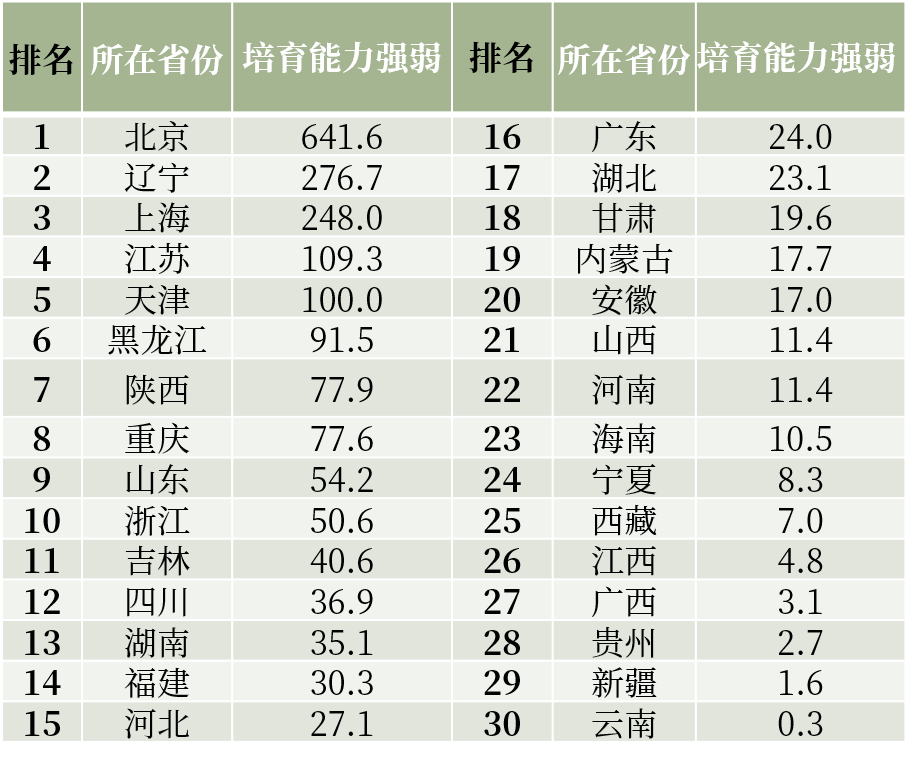 排名 所在省份 培育能力强弱 排名 所在省份 培育能力强弱
1 北京 641.6 16 广东 24.0
2 辽宁 276.7 17 湖北 23.1
3 上海 248.0 18 甘肃 19.6
4 江苏 109.3 19 内蒙古 17.7
5 天津 100.0 20 安徽 17.0
6 黑龙江 91.5 21 山西 11.4
7 陕西 77.9 22 河南 11.4
8 重庆 77.6 23 海南 10.5
9 山东 54.2 24 宁夏 8.3
10 浙江 50.6 25 西藏 7.0
11 吉林 40.6 26 江西 4.8
12 四川 36.9 27 广西 3.1
13 湖南 35.1 28 贵州 2.7
14 福建 30.3 29 新疆 1.6
15 河北 27.1 30 云南 0.3